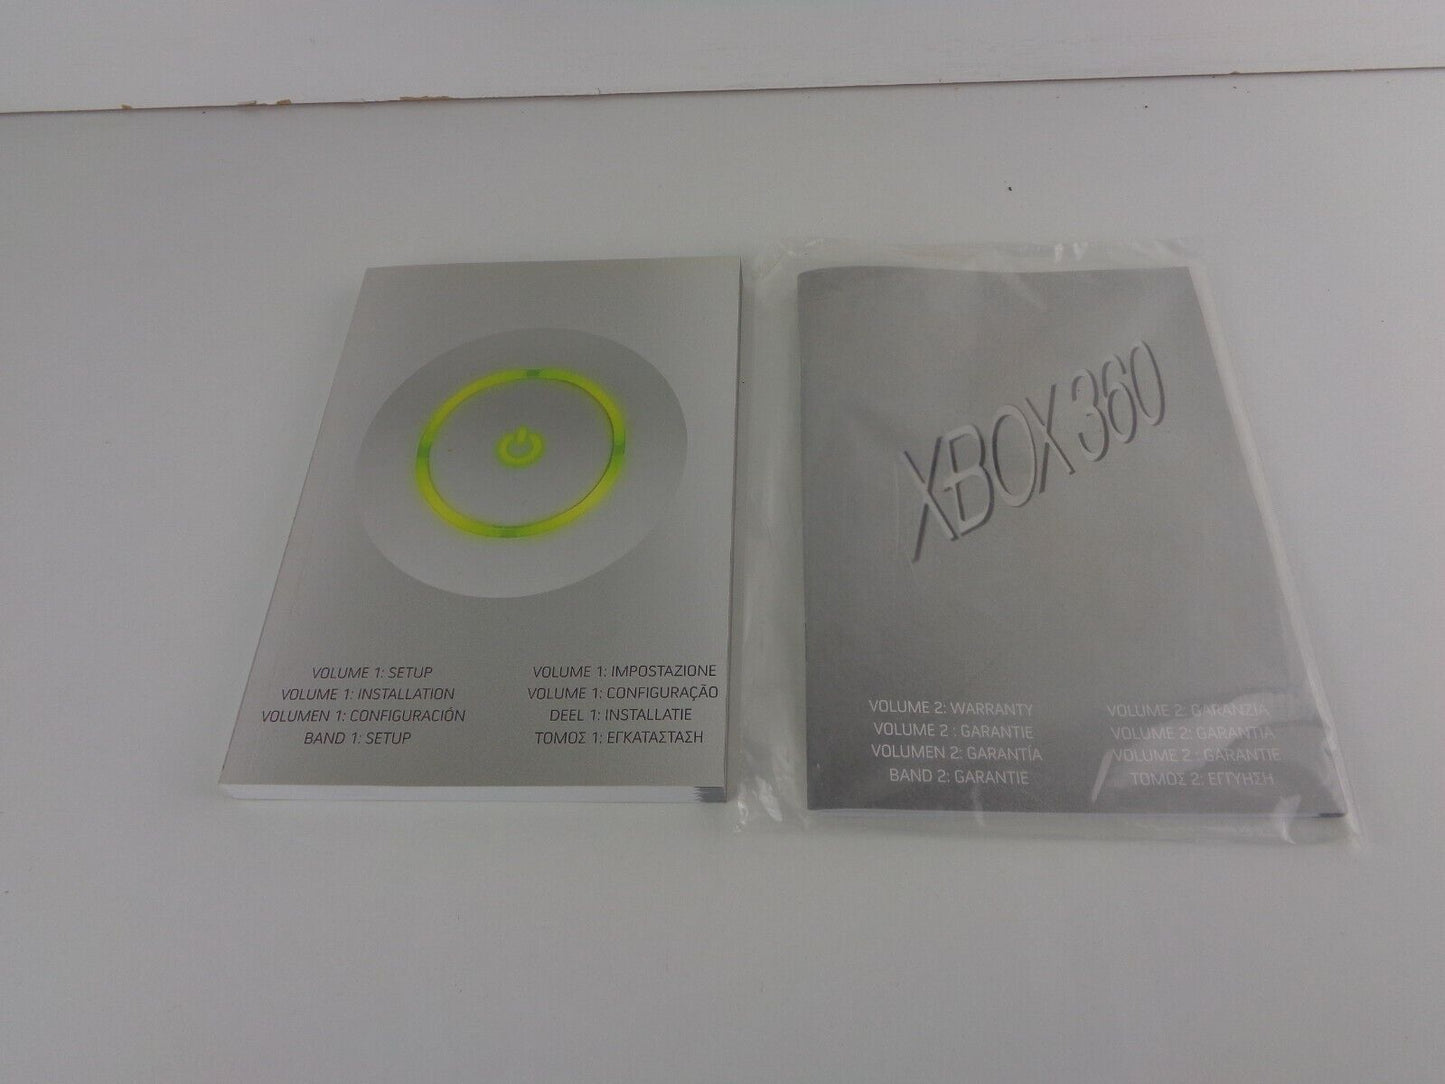 VOLUME 1: SETUP
VOLUME 1: INSTALLATION
VOLUMEN 1: CONFIGURACIÓN
BAND 1: SETUP
VOLUME 1: IMPOSTAZIONE
VOLUME 1: CONFIGURAÇÃO
DEEL 1: INSTALLATIE
ΤΟΜΟΣ 1: ΕΓΚΑΤΑΣΤΑΣΗ
XBOX 360
VOLUME 2: WARRANTY
VOLUME 2 : GARANTIE
VOLUMEN 2: GARANTÍA
BAND 2: GARANTIE
VOLUME 2: GARANZIA
VOLUME 2: GARANTIA
VOLUME 2 : GARANTIE
ΤΟΜΟΣ 2: ΕΓΓΥΗΣΗ